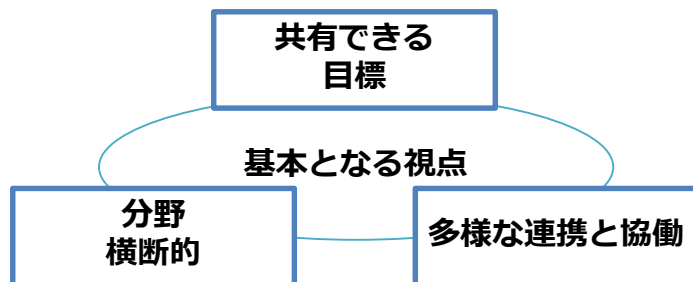 共有できる
目標
基本となる視点
分野
横断的
多様な連携と協働